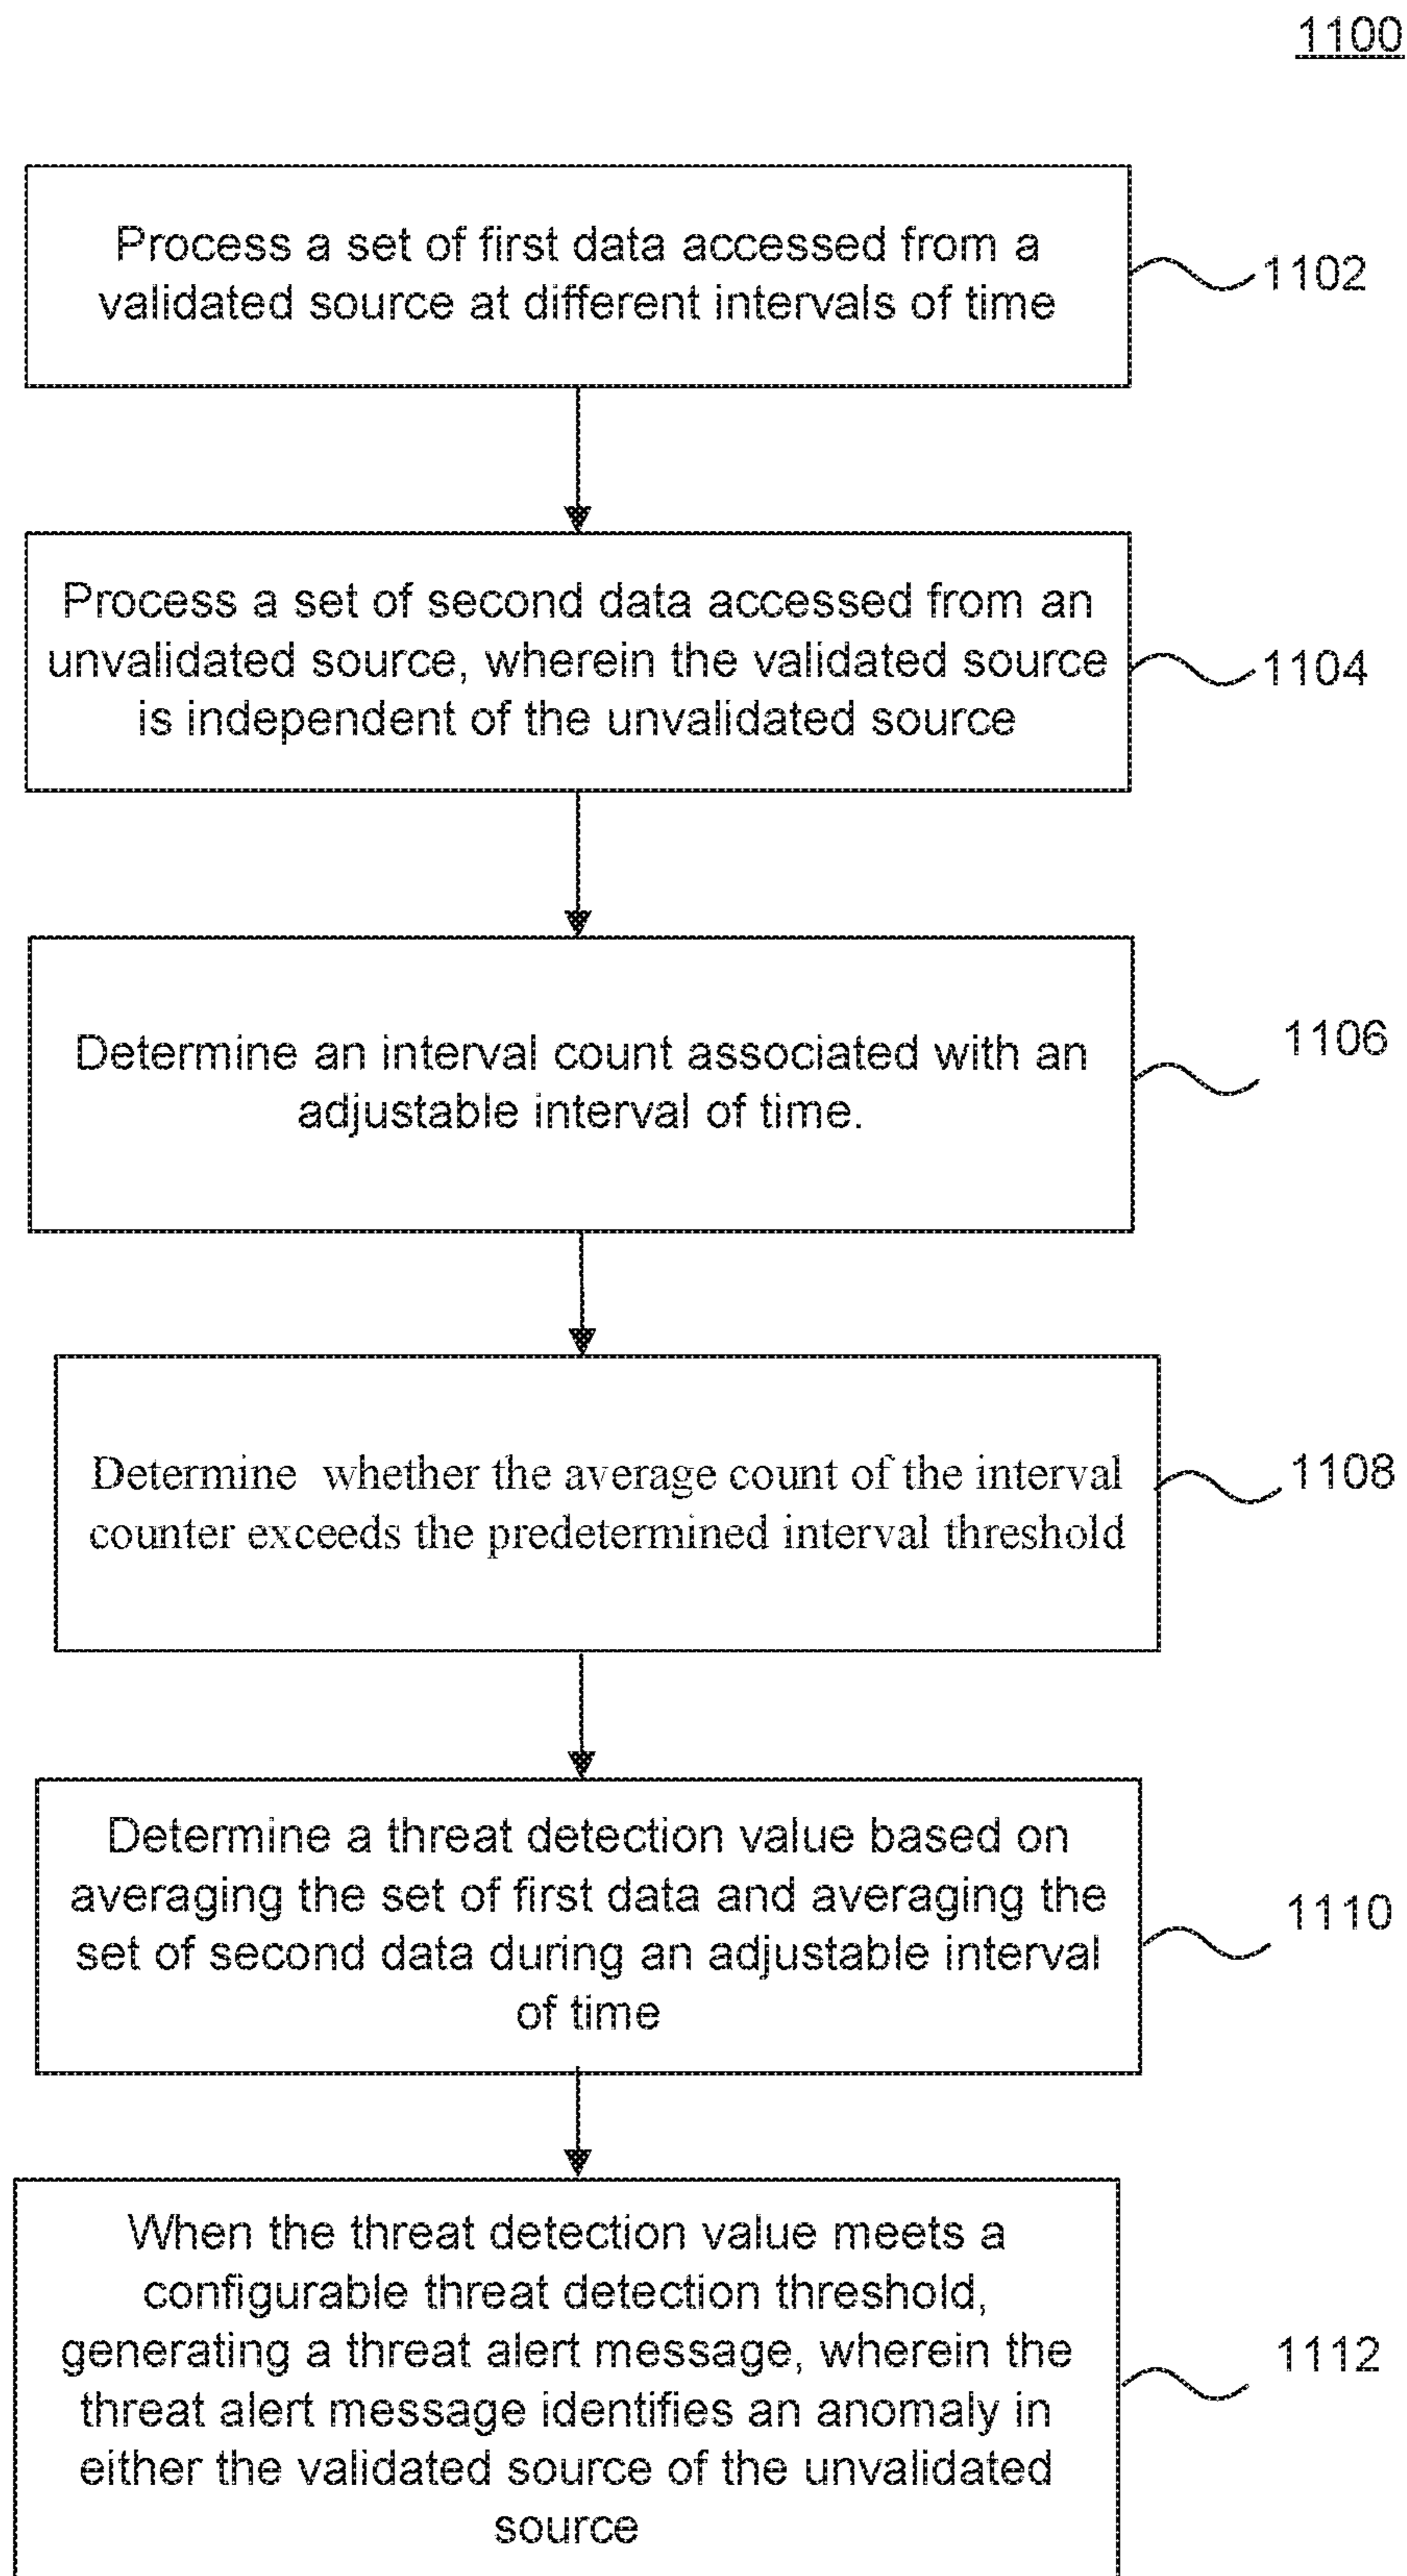 1100
Process a set of first data accessed from a
validated source at different intervals of time
1102
Process a set of second data accessed from an
unvalidated source, wherein the validated source
is independent of the unvalidated source
1104
Determine an interval count associated with an
adjustable interval of time.
1106
Determine whether the average count of the interval
counter exceeds the predetermined interval threshold
1108
Determine a threat detection value based on
averaging the set of first data and averaging the
set of second data during an adjustable interval
of time
1110
When the threat detection value meets a
configurable threat detection threshold,
generating a threat alert message, wherein the
threat alert message identifies an anomaly in
either the validated source of the unvalidated
source
1112